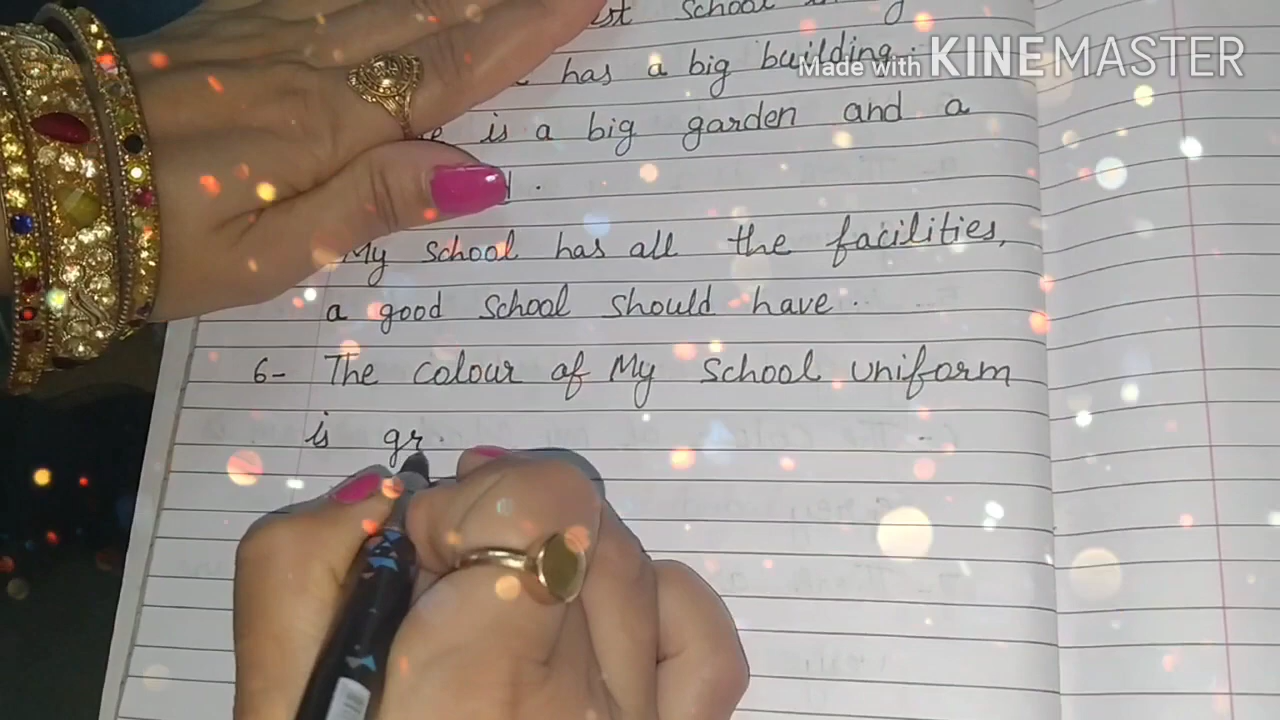 School
has a big building.
Made with KINEMASTER
is a big garden and a
My School has all the facilities,
a good School should have.
6- The Colour of My School uniform
is gr